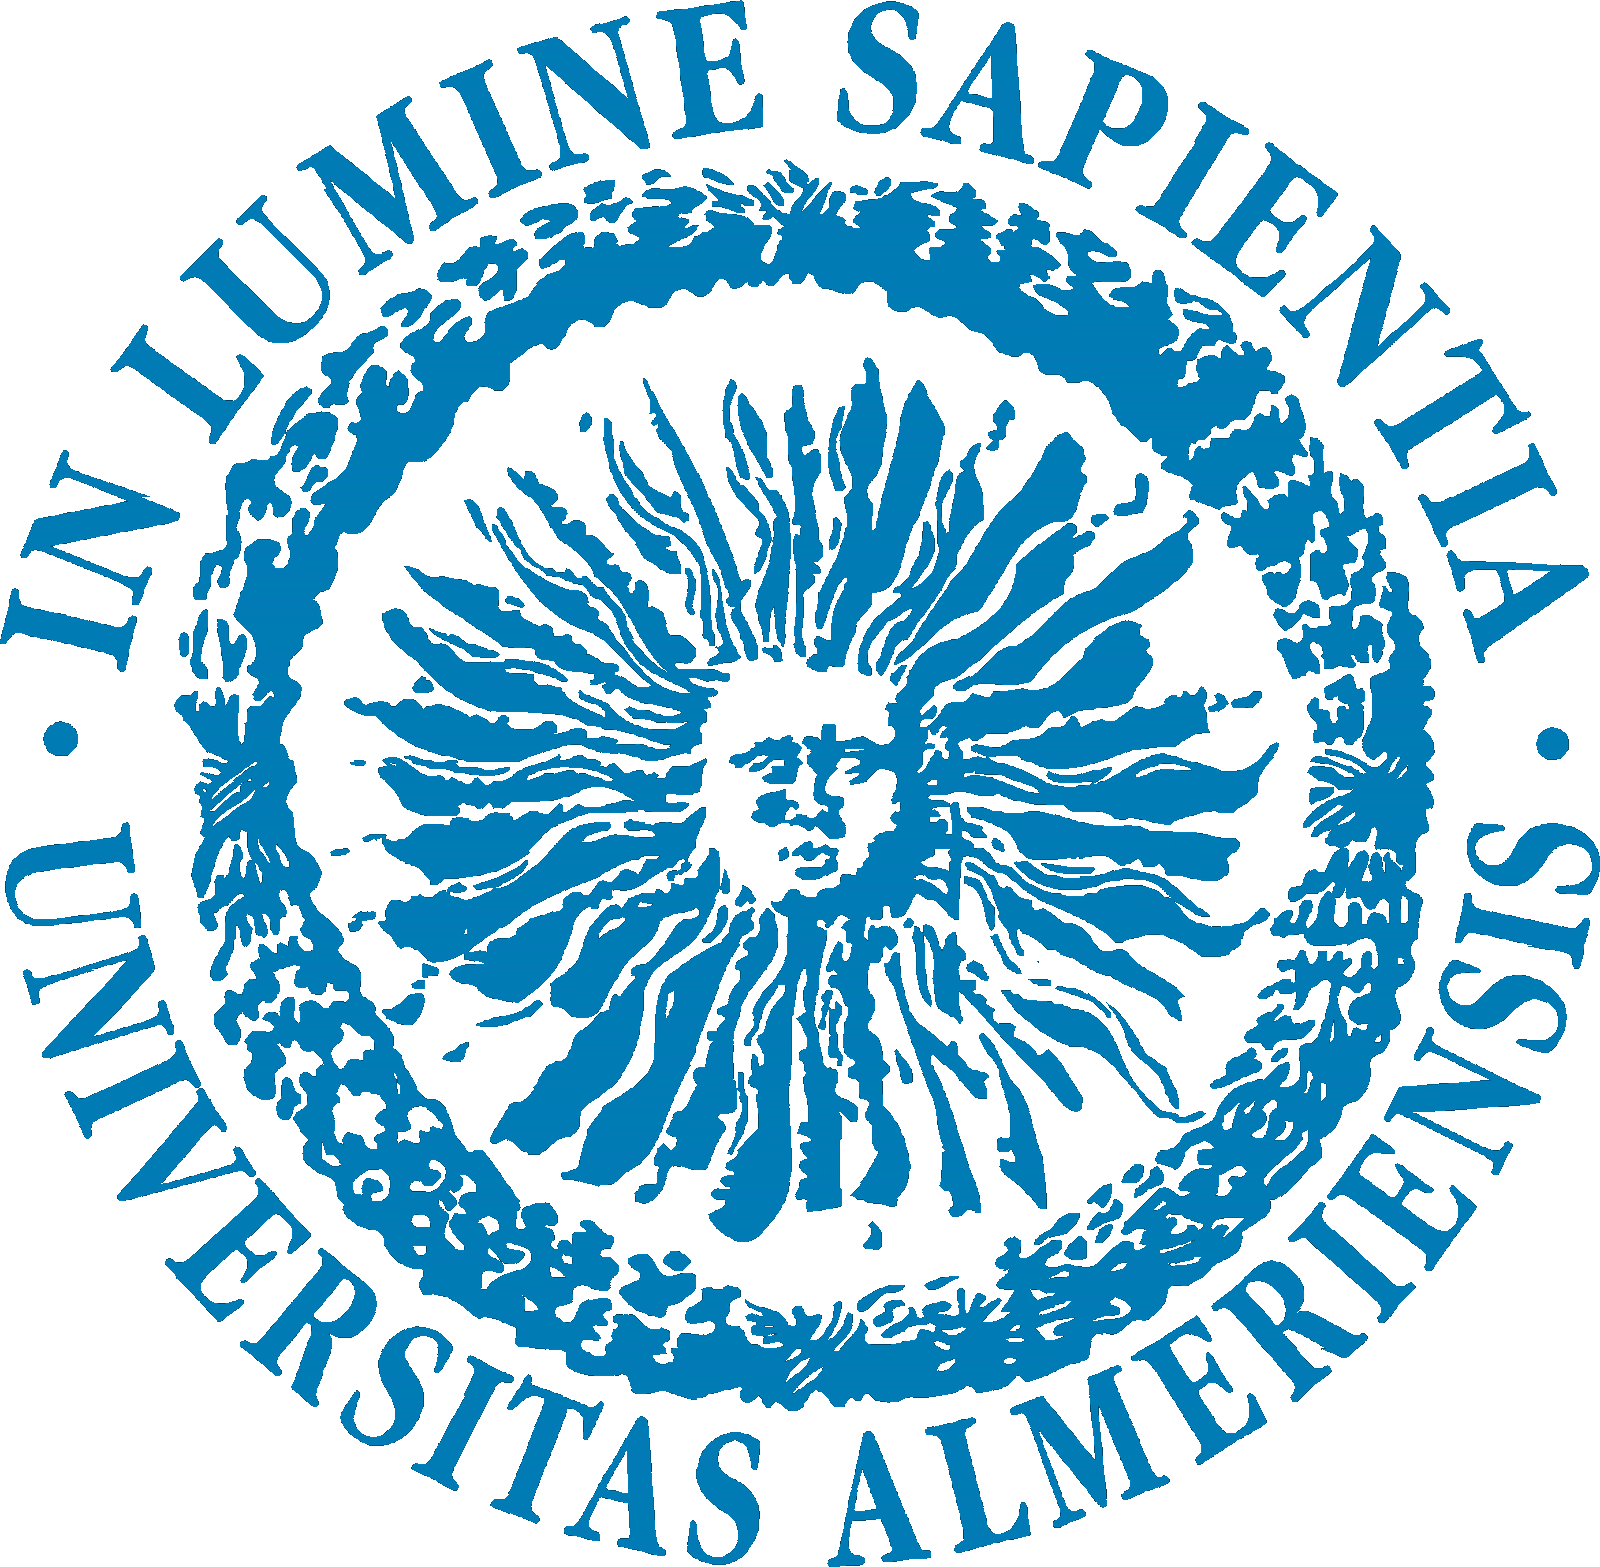 IN LUMINE SAPIENTIA
· UNIVERSITAS ALMERIENSIS ·